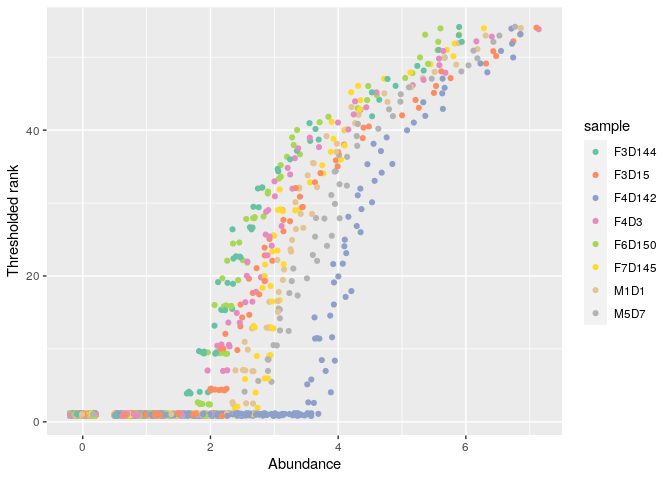 Thresholded rank
40
20
0
0
2
4
6
Abundance
sample
F3D144
F3D15
F4D142
F4D3
F6D150
F7D145
M1D1
M5D7